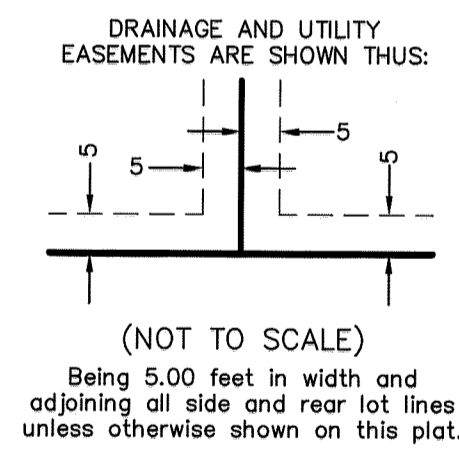 DRAINAGE AND UTILITY
EASEMENTS ARE SHOWN THUS:
5
5
5
5
(NOT TO SCALE)
Being 5.00 feet in width and
adjoining all side and rear lot lines
unless otherwise shown on this plat.